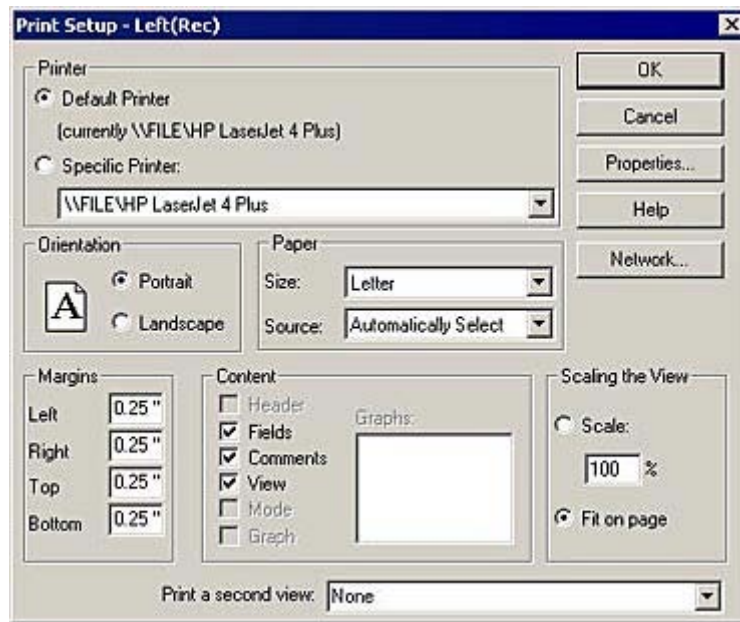 Print Setup - Left(Rec)
Printer
Default Printer
(currently \\FILE\HP LaserJet 4 Plus)
Specific Printer:
\\FILE\HP LaserJet 4 Plus
OK
Cancel
Properties...
Help
Network...
Orientation
A
Portrait
Landscape
Paper
Size: Letter
Source: Automatically Select
Margins
Left 0.25 "
Right 0.25 "
Top 0.25 "
Bottom 0.25 "
Content
Header
Fields
Comments
View
Mode
Graph
Graphs:
Scaling the View
Scale:
100 %
Fit on page
Print a second view: None